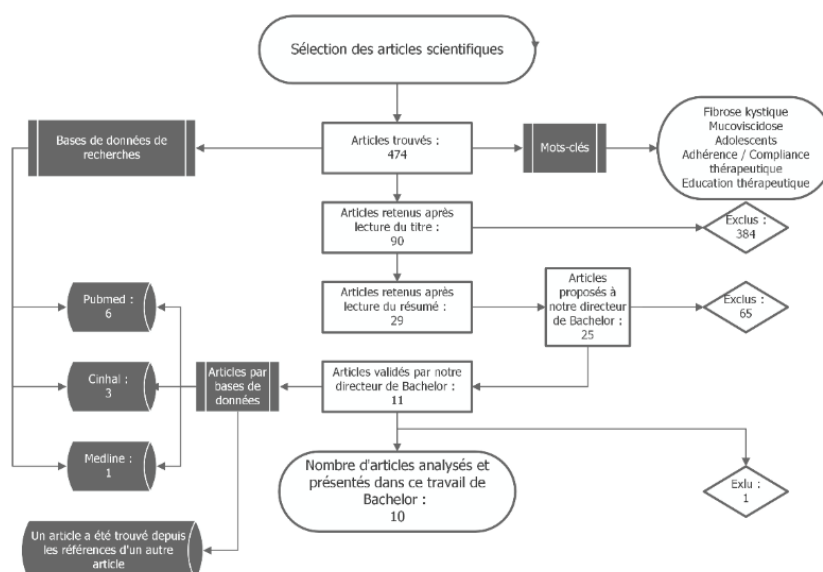 Sélection des articles scientifiques
Bases de données de
recherches
Articles trouvés :
474
Mots-clés
Fibrose kystique
Mucoviscidose
Adolescents
Adhérence / Compliance
thérapeutique
Education thérapeutique
Articles retenus après
lecture du titre :
90
Exclus :
384
Articles retenus après
lecture du résumé :
29
Articles
proposés à
notre directeur
de Bachelor :
25
Exclus :
65
Pubmed :
6
Cinhal :
3
Medline :
1
Articles par
bases de
données
Articles validés par notre
directeur de Bachelor :
11
Nombre d'articles analysés et
présentés dans ce travail de
Bachelor :
10
Exlu :
1
Un article a été trouvé depuis
les références d'un autre
article